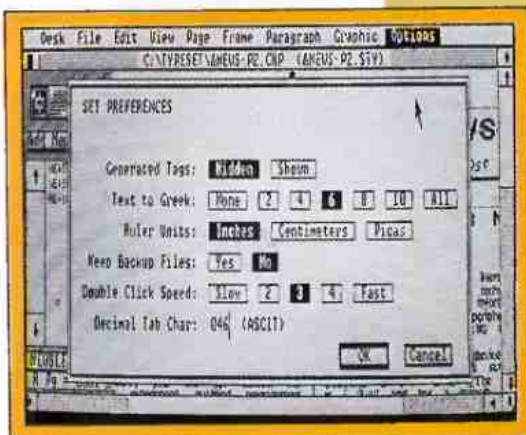 Desk File Edit View Page Frame Paragraph Graphic Options
C:\TYPESET\&NEWS-P2.CHP (&NEWS-P2.STY)
SET PREFERENCES
Generated Tags: Hidden Shown
Text to Greek: None 2 4 6 8 10 All
Ruler Units: Inches Centimeters Picas
Keep Backup Files: Yes No
Double Click Speed: Slow 2 3 4 Fast
Decimal Tab Char: 046 (ASCII)
OK Cancel